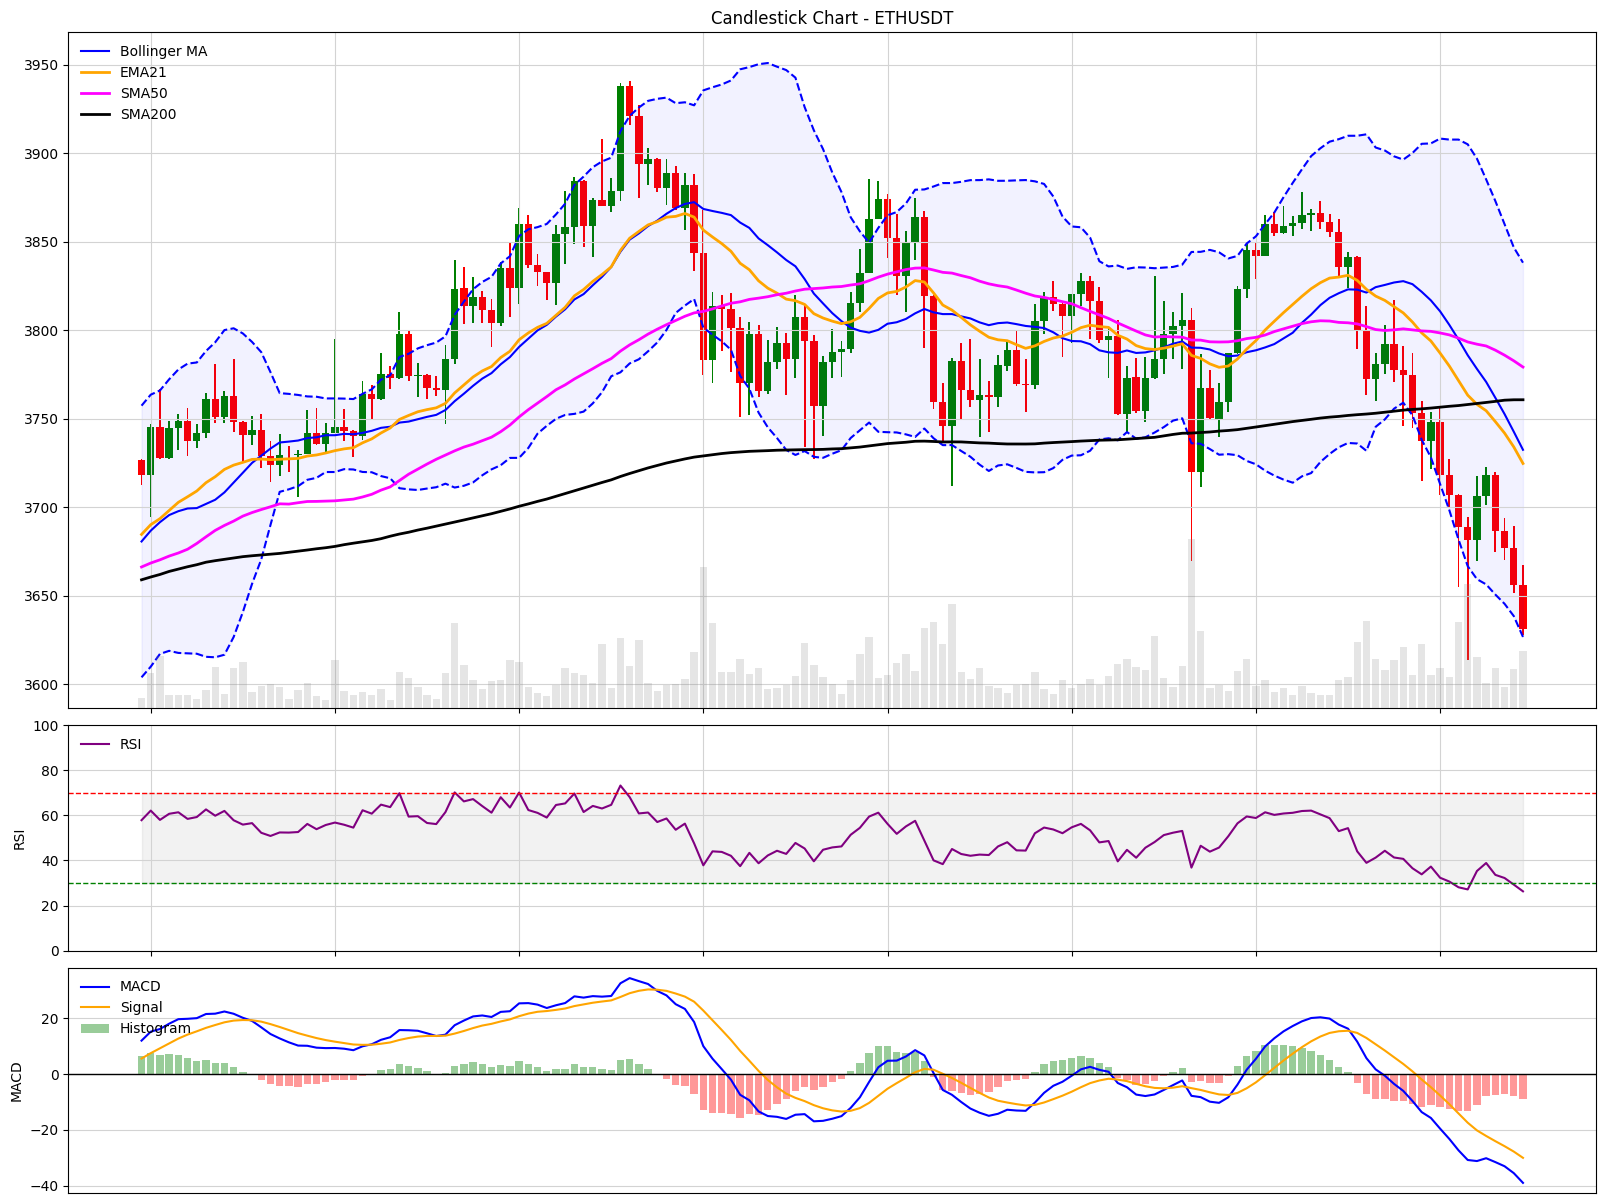 Candlestick Chart - ETHUSDT
Bollinger MA
EMA21
SMA50
SMA200
3950
3900
3850
3800
3750
3700
3650
3600
RSI
100
80
60
40
20
0
RSI
MACD
Signal
Histogram
20
0
−20
−40
MACD